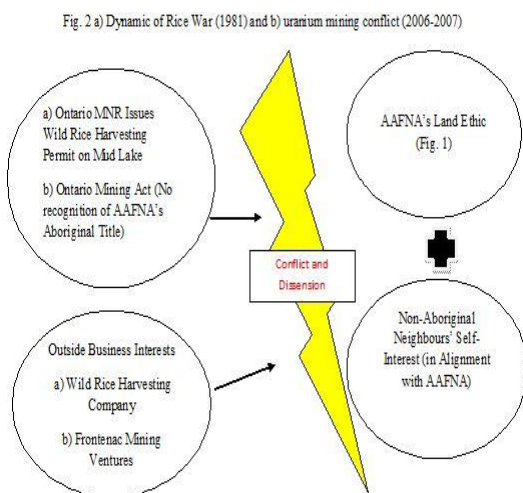 Fig. 2 a) Dynamic of Rice War (1981) and b) uranium mining conflict (2006-2007)
a) Ontario MNR Issues
Wild Rice Harvesting
Permit on Mud Lake
b) Ontario Mining Act (No
recognition of AAFNA's
Aboriginal Title)
AAFNA's Land Ethic
(Fig. 1)
Conflict and
Dissension
Outside Business Interests
a) Wild Rice Harvesting
Company
b) Frontenac Mining
Ventures
Non-Aboriginal
Neighbours' Self-
Interest (in Alignment
with AAFNA)